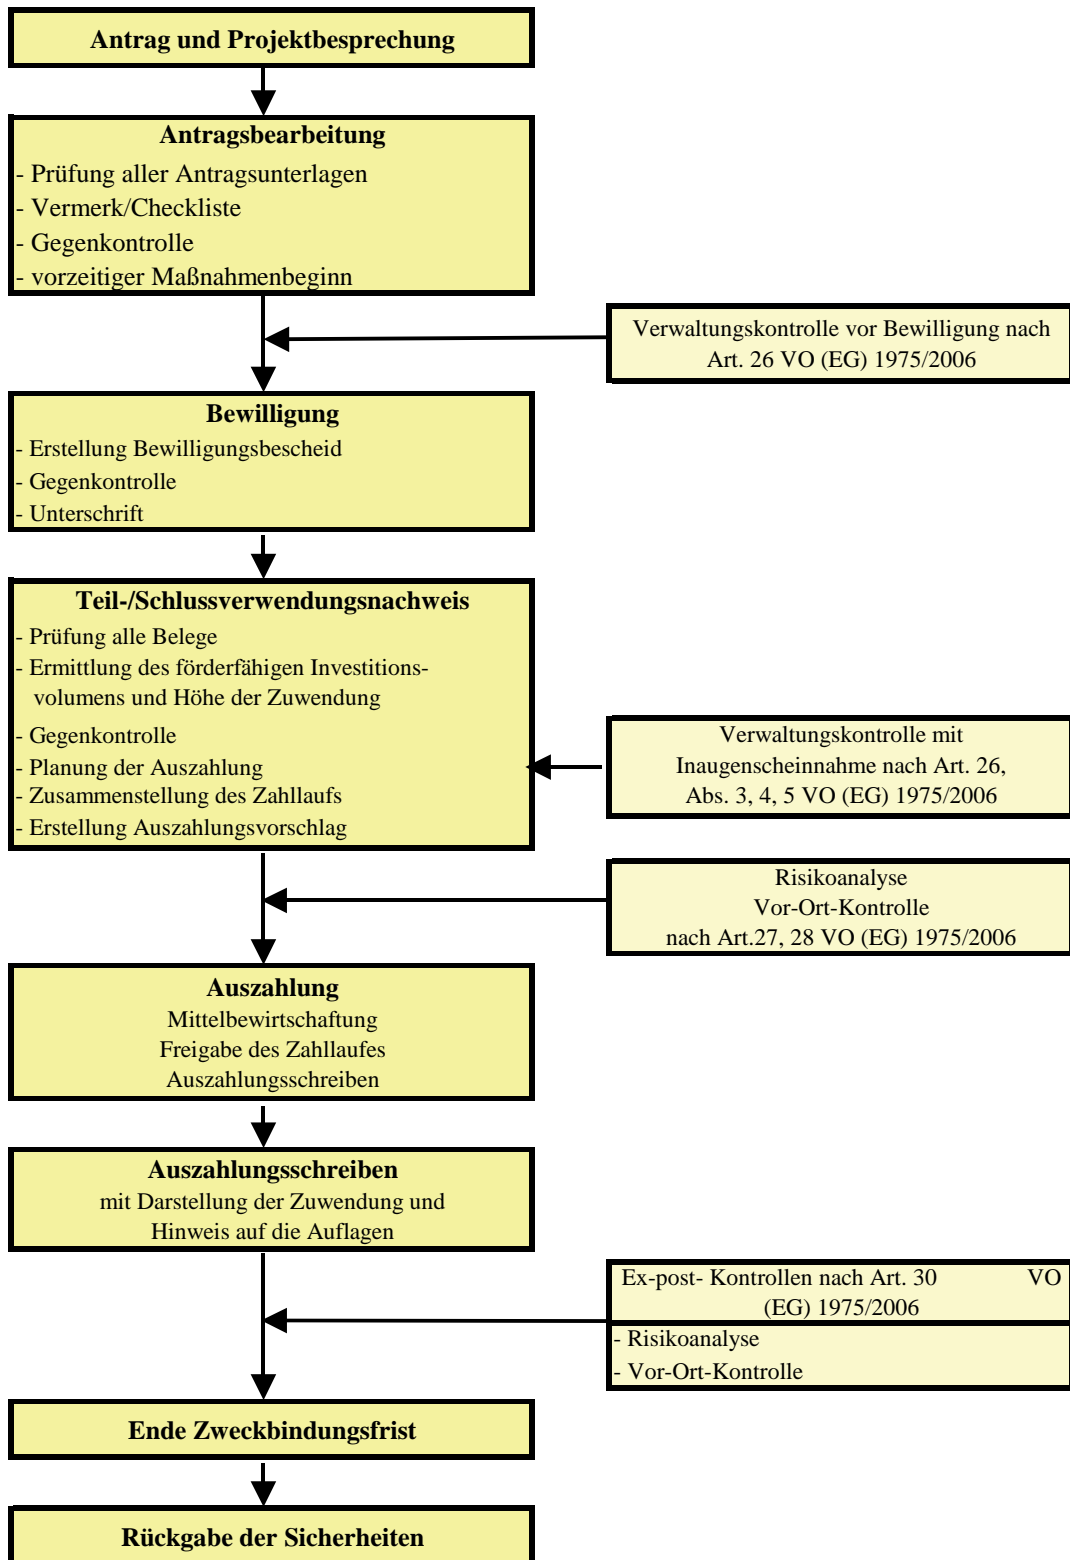 Antrag und Projektbesprechung
Antragsbearbeitung
- Prüfung aller Antragsunterlagen
- Vermerk/Checkliste
- Gegenkontrolle
- vorzeitiger Maßnahmenbeginn
Verwaltungskontrolle vor Bewilligung nach
Art. 26 VO (EG) 1975/2006
Bewilligung
- Erstellung Bewilligungsbescheid
- Gegenkontrolle
- Unterschrift
Teil-/Schlussverwendungsnachweis
- Prüfung alle Belege
- Ermittlung des förderfähigen Investitions-
volumens und Höhe der Zuwendung
- Gegenkontrolle
- Planung der Auszahlung
- Zusammenstellung des Zahllaufs
- Erstellung Auszahlungsvorschlag
Verwaltungskontrolle mit
Inaugenscheinnahme nach Art. 26,
Abs. 3, 4, 5 VO (EG) 1975/2006
Risikoanalyse
Vor-Ort-Kontrolle
nach Art.27, 28 VO (EG) 1975/2006
Auszahlung
Mittelbewirtschaftung
Freigabe des Zahllaufes
Auszahlungsschreiben
Auszahlungsschreiben
mit Darstellung der Zuwendung und
Hinweis auf die Auflagen
Ex-post- Kontrollen nach Art. 30 VO
(EG) 1975/2006
- Risikoanalyse
- Vor-Ort-Kontrolle
Ende Zweckbindungsfrist
Rückgabe der Sicherheiten